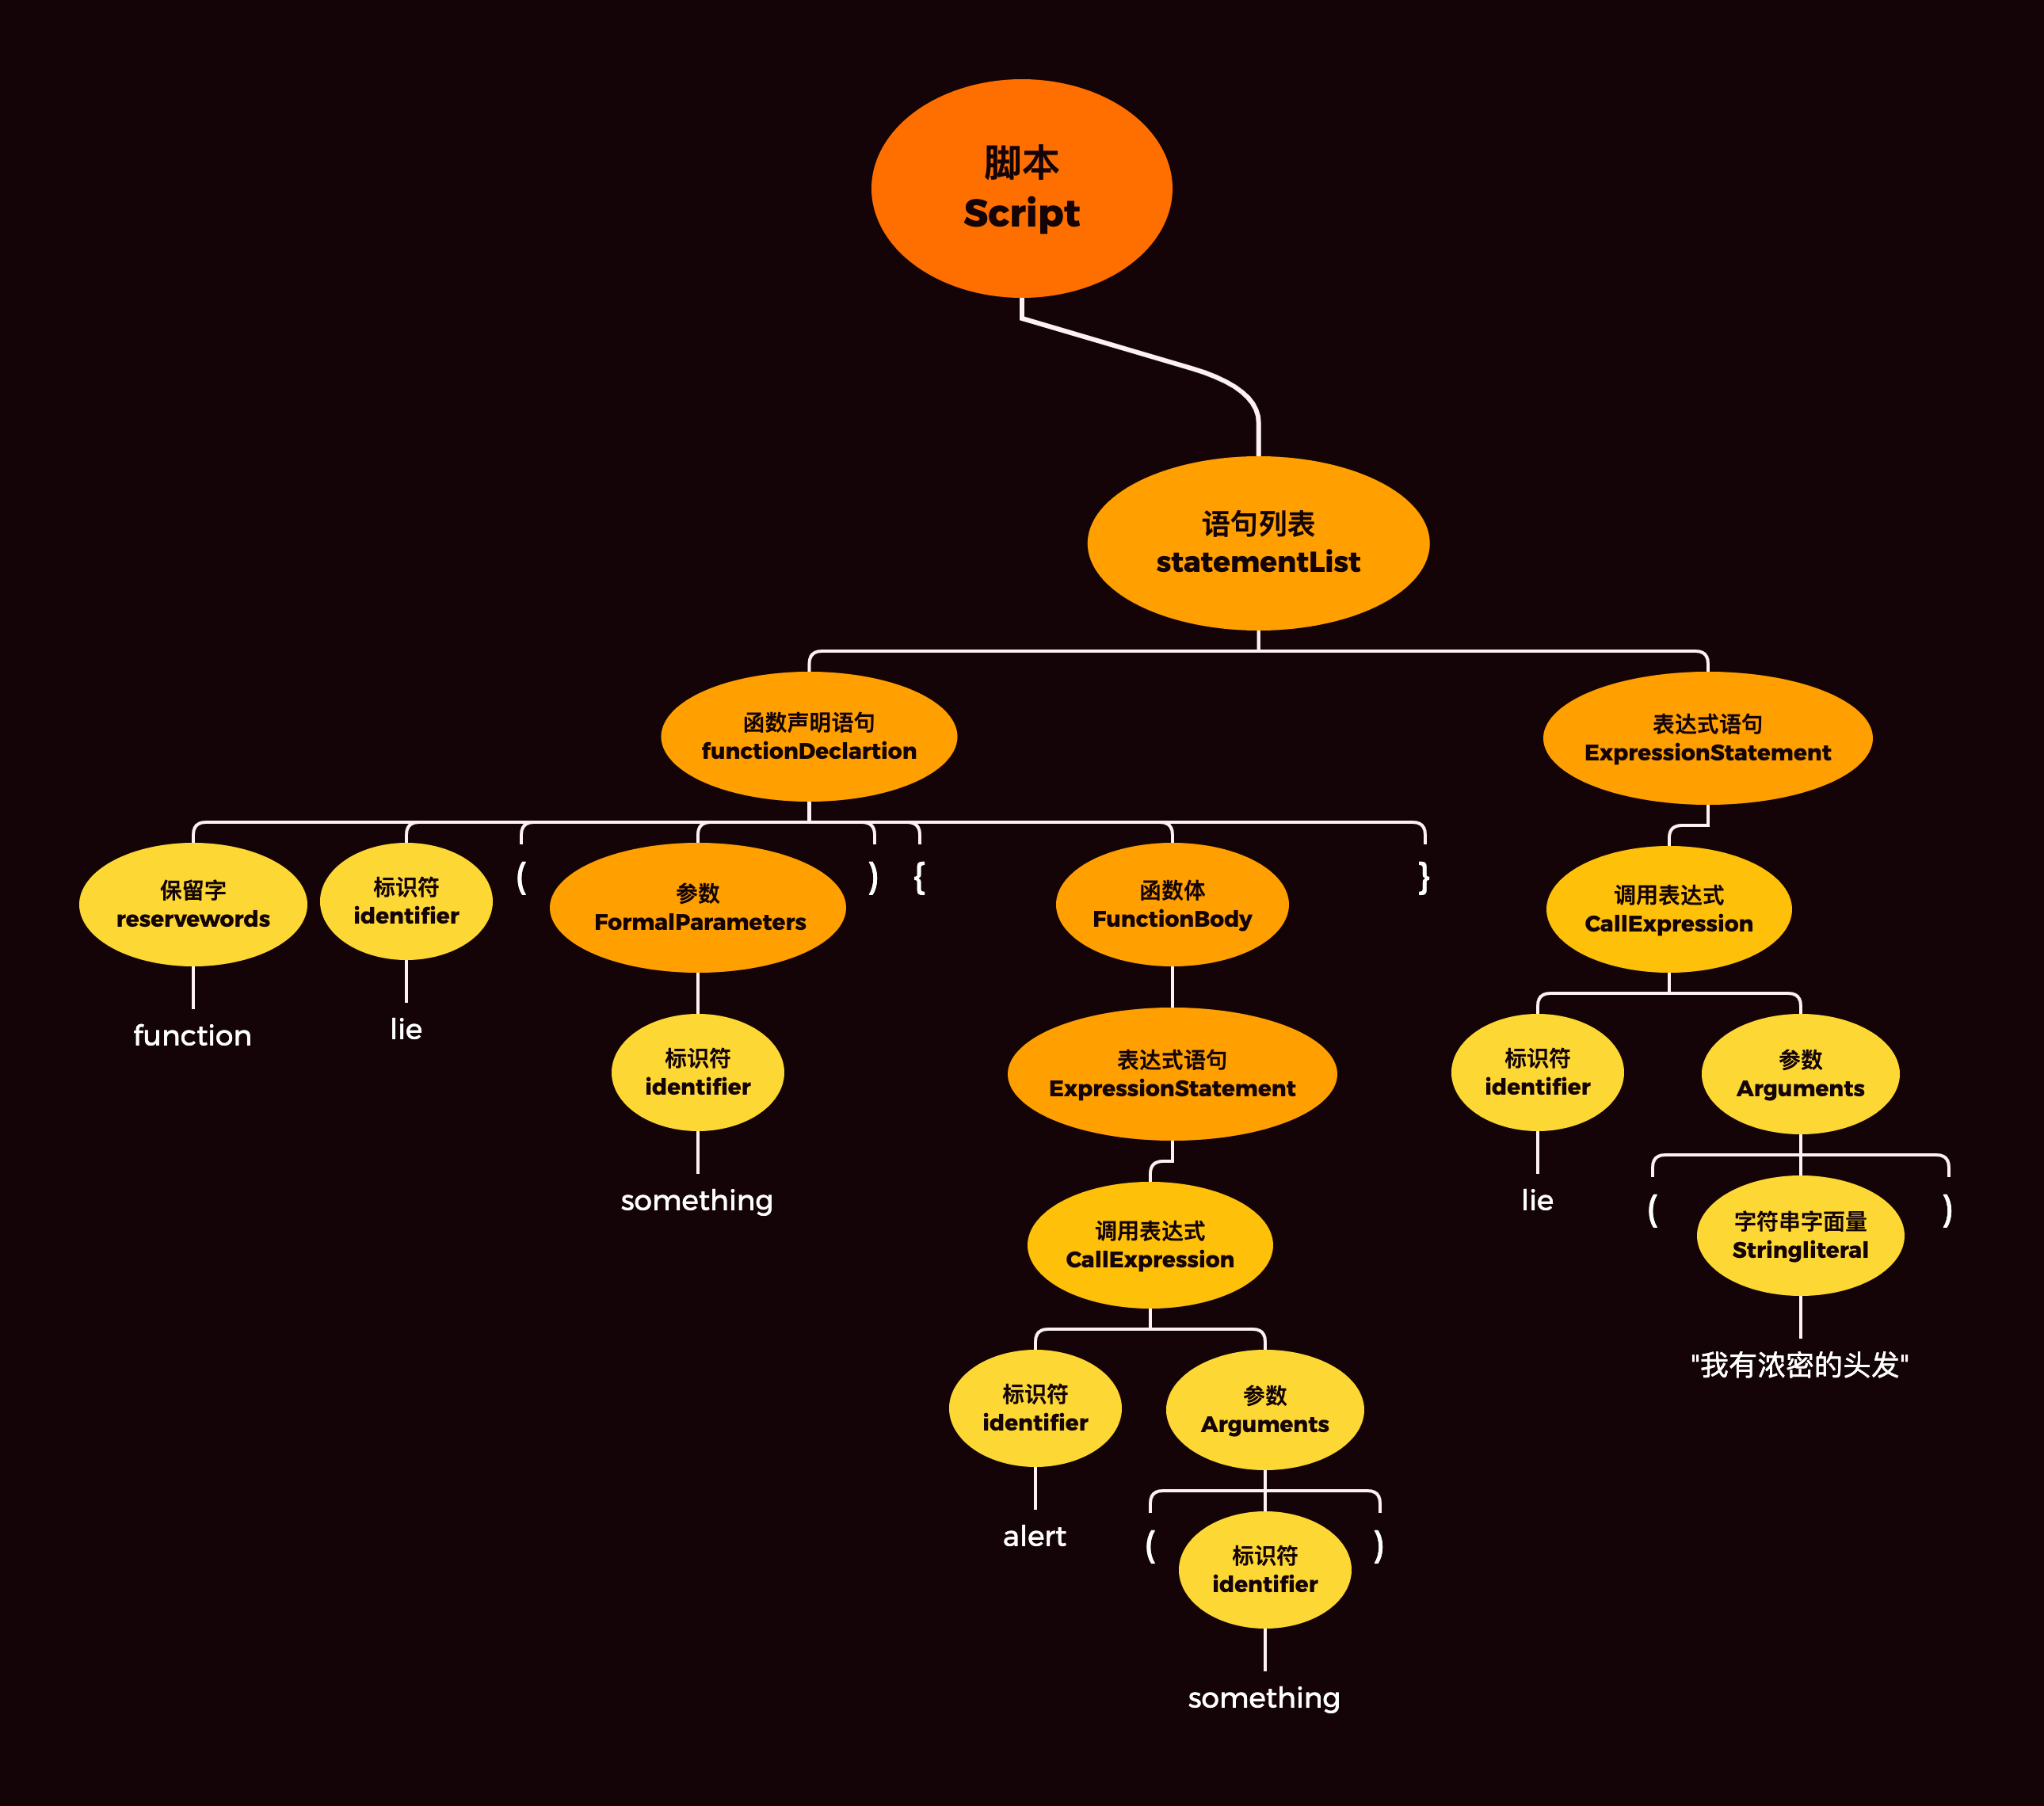 脚本
Script
语句列表
statementList
函数声明语句
functionDeclartion
表达式语句
ExpressionStatement
保留字
reservewords
标识符
identifier
(
参数
FormalParameters
)
{
函数体
FunctionBody
}
调用表达式
CallExpression
function
lie
标识符
identifier
表达式语句
ExpressionStatement
标识符
identifier
参数
Arguments
something
lie
(
字符串字面量
Stringliteral
)
调用表达式
CallExpression
"我有浓密的头发"
标识符
identifier
参数
Arguments
alert
(
标识符
identifier
)
something